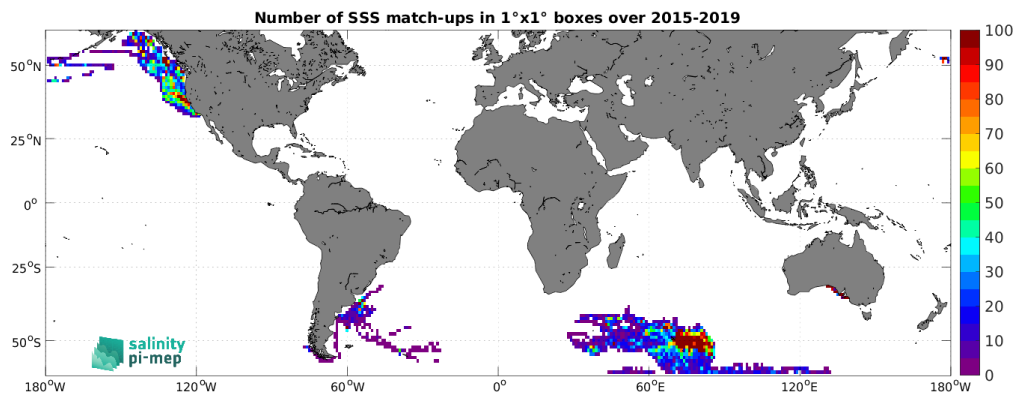 Number of SSS match-ups in 1°x1° boxes over 2015-2019
50°N
25°N
0°
25°S
50°S
180°W
120°W
60°W
0°
60°E
120°E
180°W
100
90
80
70
60
50
40
30
20
10
0
salinity
pi-mep